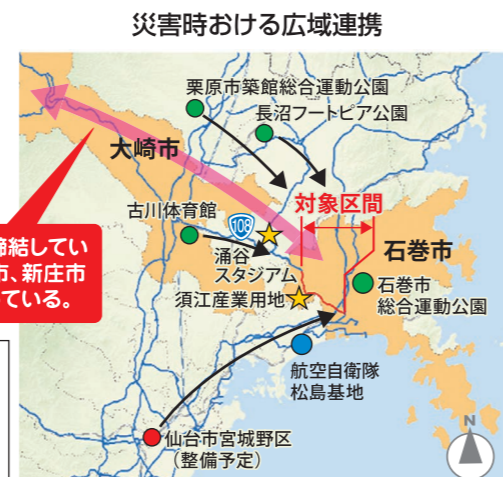 災害時おける広域連携
栗原市築館総合運動公園
長沼フートピア公園
大崎市
古川体育館
108
対象区間
涌谷
スタジアム
石巻市
締結してい
市、新庄市
ている。
須江産業用地
石巻市
総合運動公園
航空自衛隊
松島基地
仙台市宮城野区
(整備予定)
N